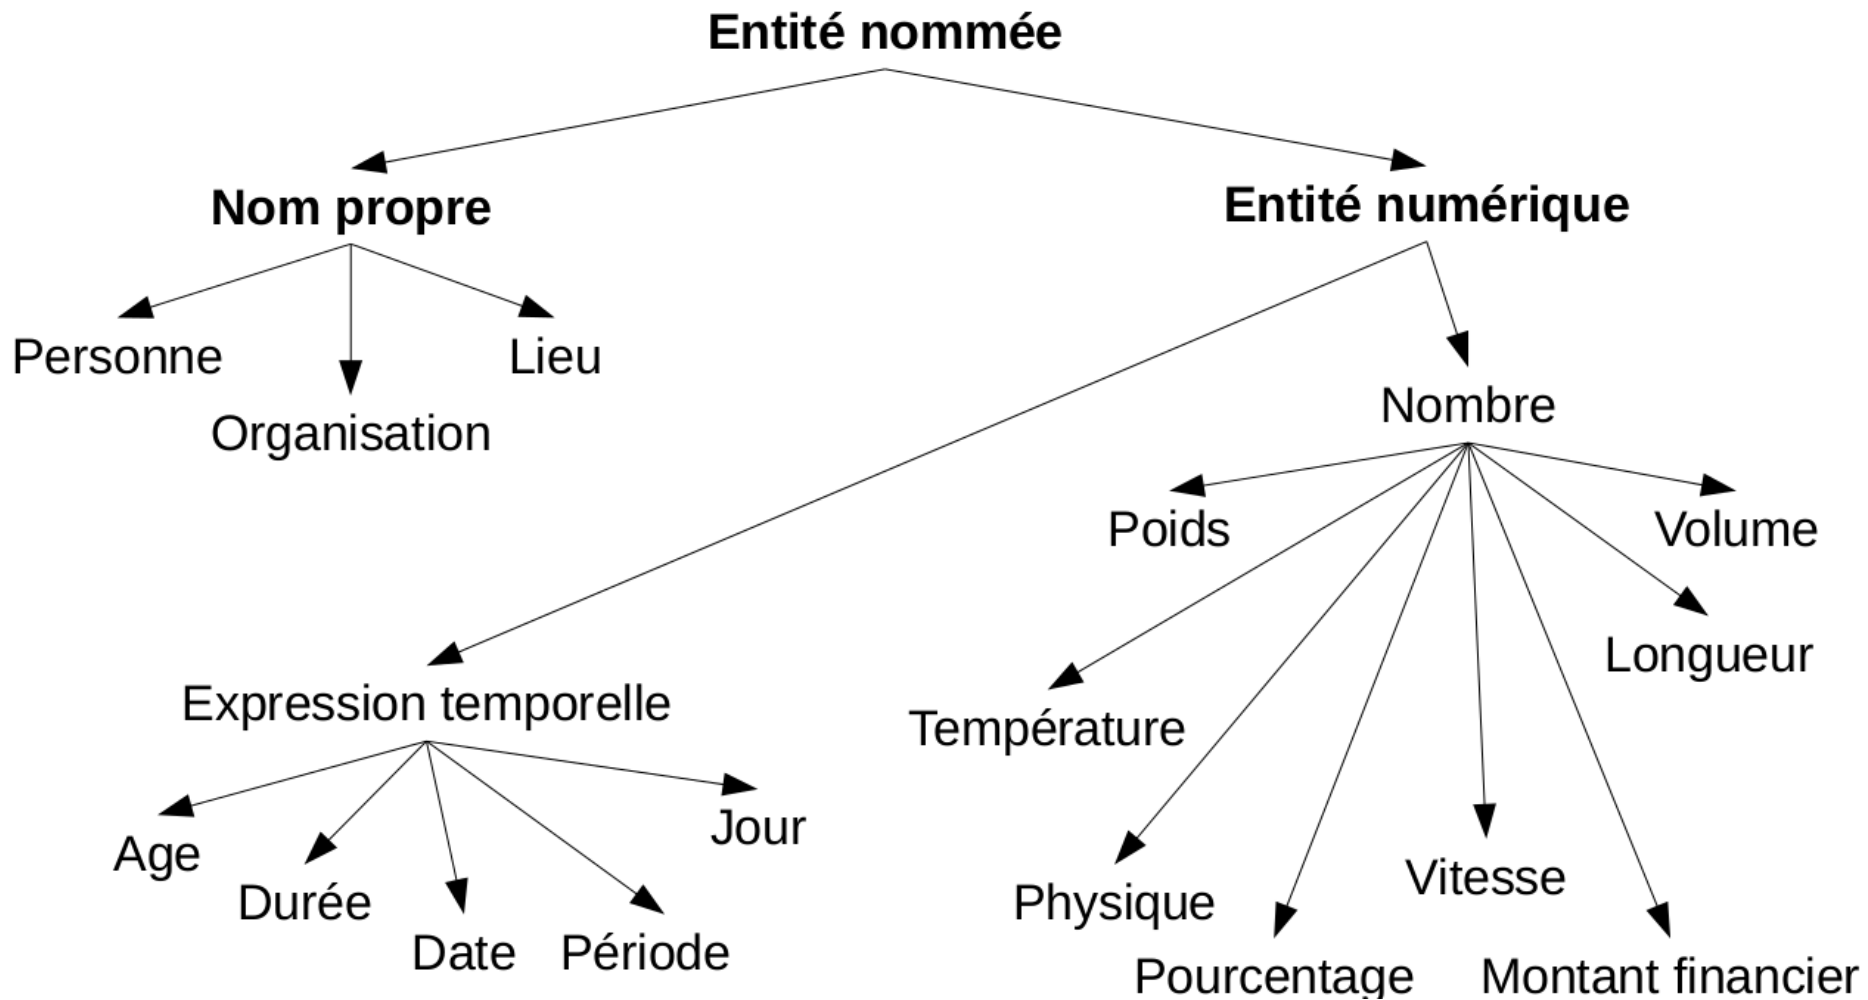 Entité nommée
Nom propre
Entité numérique
Personne
Lieu
Organisation
Nombre
Poids
Volume
Longueur
Température
Expression temporelle
Physique
Vitesse
Pourcentage
Montant financier
Age
Jour
Durée
Date
Période